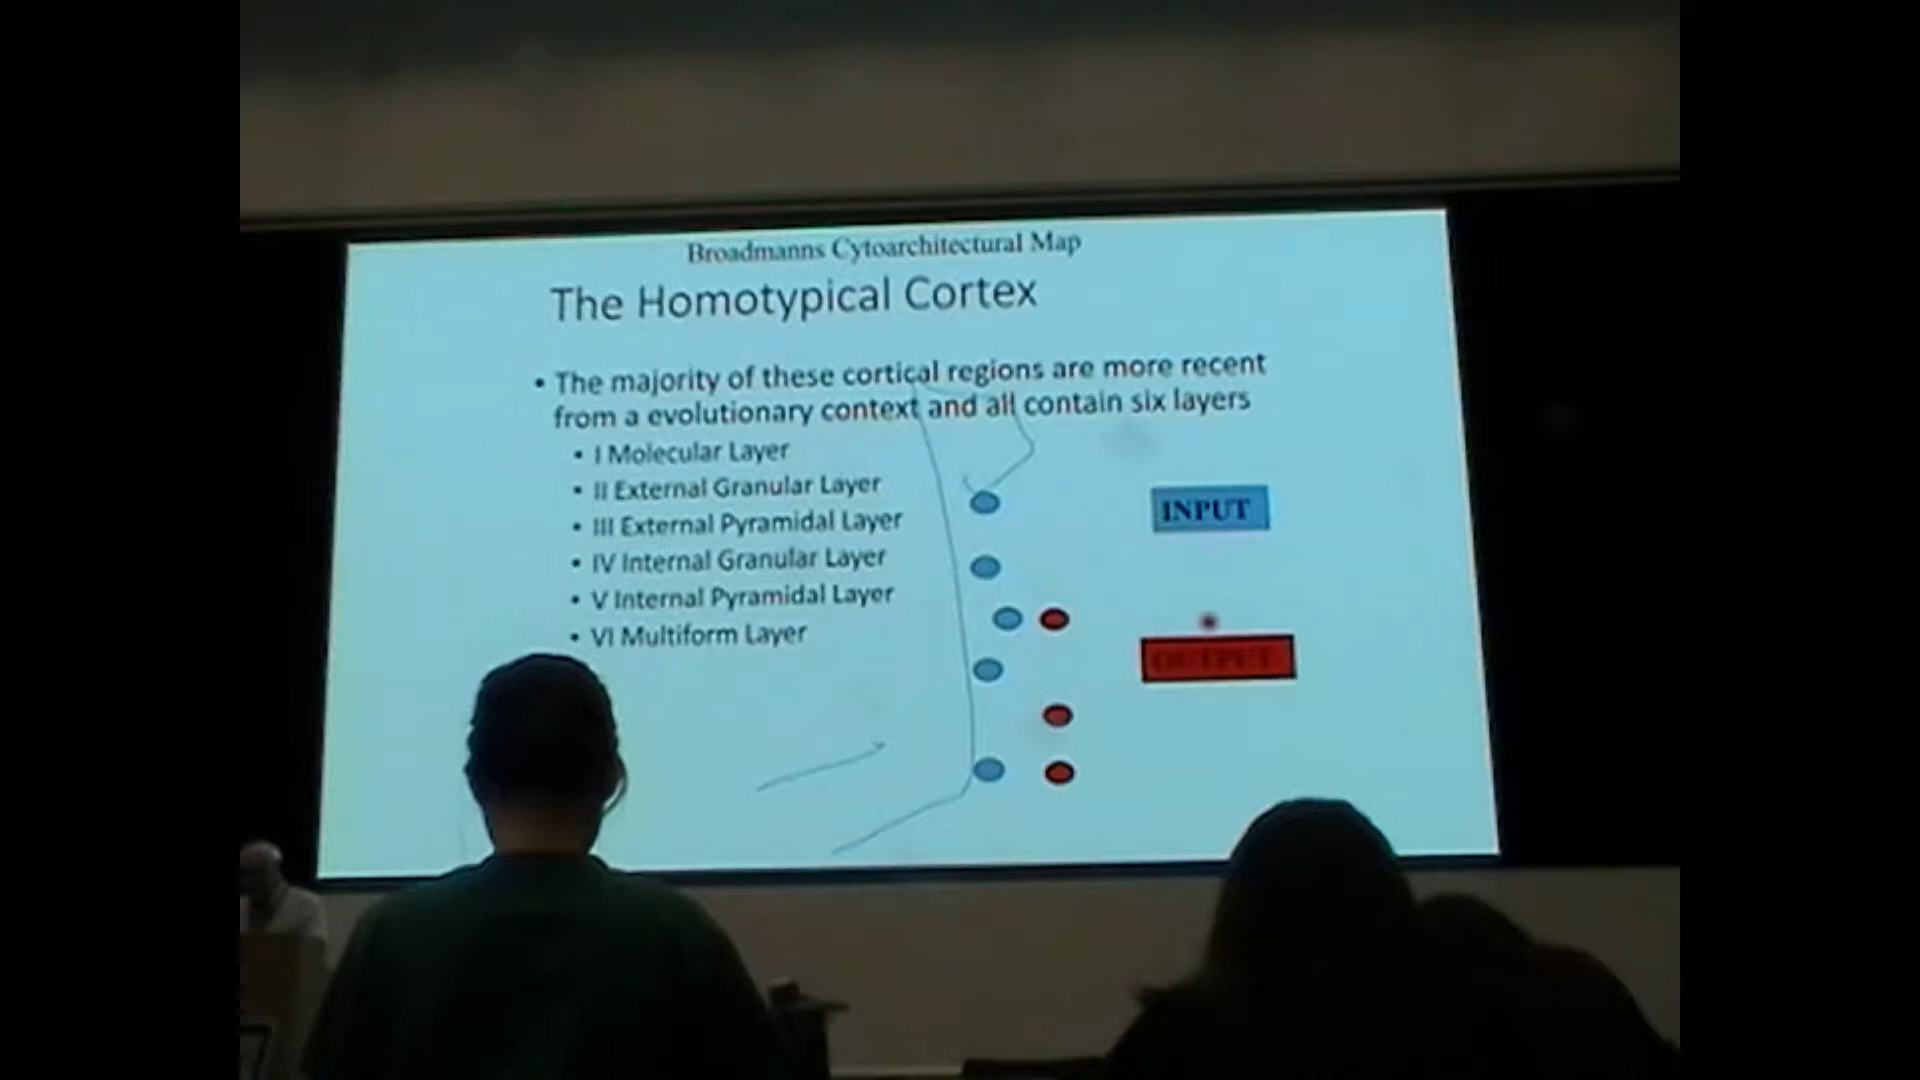 Broadmanns Cytoarchitectural Map
The Homotypical Cortex
• The majority of these cortical regions are more recent
from a evolutionary context and all contain six layers
• I Molecular Layer
• II External Granular Layer
• III External Pyramidal Layer
• IV Internal Granular Layer
• V Internal Pyramidal Layer
• VI Multiform Layer
INPUT
OUTPUT